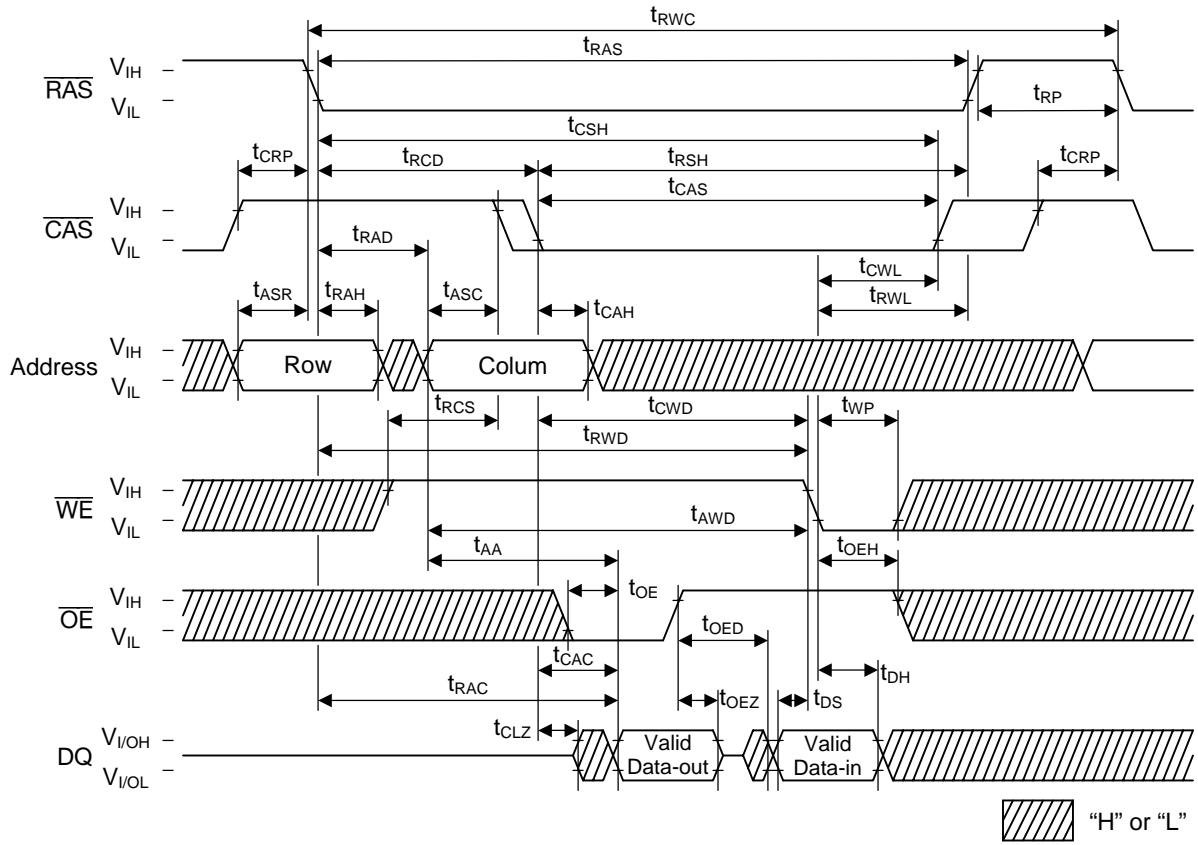 tRWC
tRAS
RAS
VIH
VIL
tRP
tCSH
tCRP
tRCD
tRSH
tCRP
tCAS
CAS
VIH
VIL
tRAD
tCWL
tRWL
tASR
tRAH
tASC
tCAH
Address
VIH
VIL
Row
Colum
tRCS
tCWD
tWP
tRWD
WE
VIH
VIL
tAWD
tAA
tOEH
tOE
OE
VIH
VIL
tOED
tCAC
tDH
tRAC
tOEZ
tDS
tCLZ
DQ
VI/OH
VI/OL
Valid
Data-out
Valid
Data-in
“H” or “L”